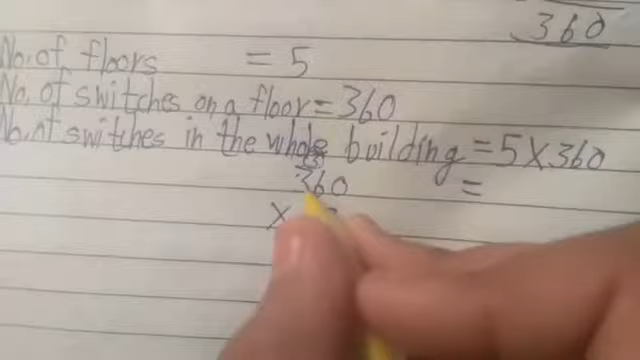 360
No. of floors = 5
No. of switches on a floor = 360
No. of switches in the whole building = 5 X 360
3
360 =
X